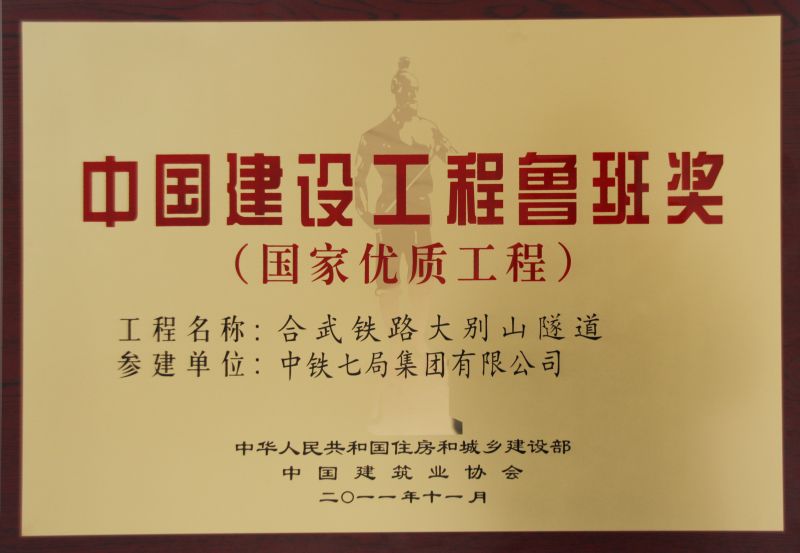 中国建设工程鲁班奖
（国家优质工程）
工程名称：合武铁路大别山隧道
参建单位：中铁七局集团有限公司
中华人民共和国住房和城乡建设部
中国建筑业协会
二〇一一年十一月